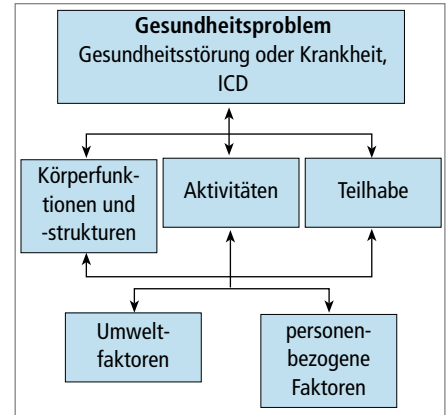 Gesundheitsproblem
Gesundheitsstörung oder Krankheit,
ICD
Körperfunk-
tionen und
-strukturen
Aktivitäten
Teilhabe
Umwelt-
faktoren
personen-
bezogene
Faktoren